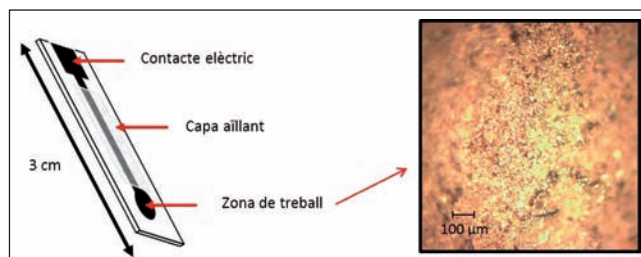 Contacte elèctric
Capa aïllant
3 cm
Zona de treball
100 µm